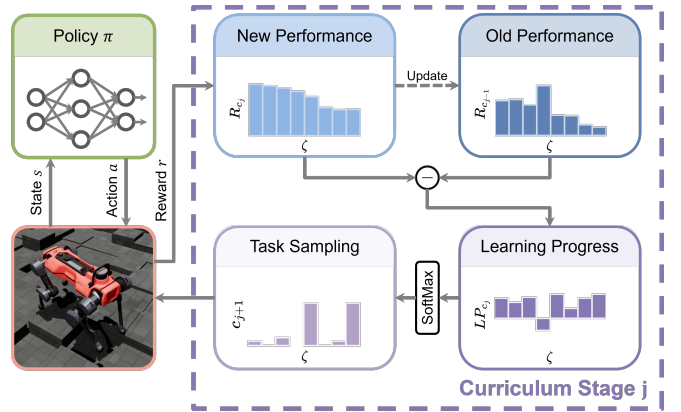 Policy π
New Performance
Old Performance
Update
R_{c_j}
R_{c_{j-1}}
ζ
ζ
State s
Action a
Reward r
−
Task Sampling
Learning Progress
SoftMax
c_{j+1}
LP_{c_j}
ζ
ζ
Curriculum Stage j